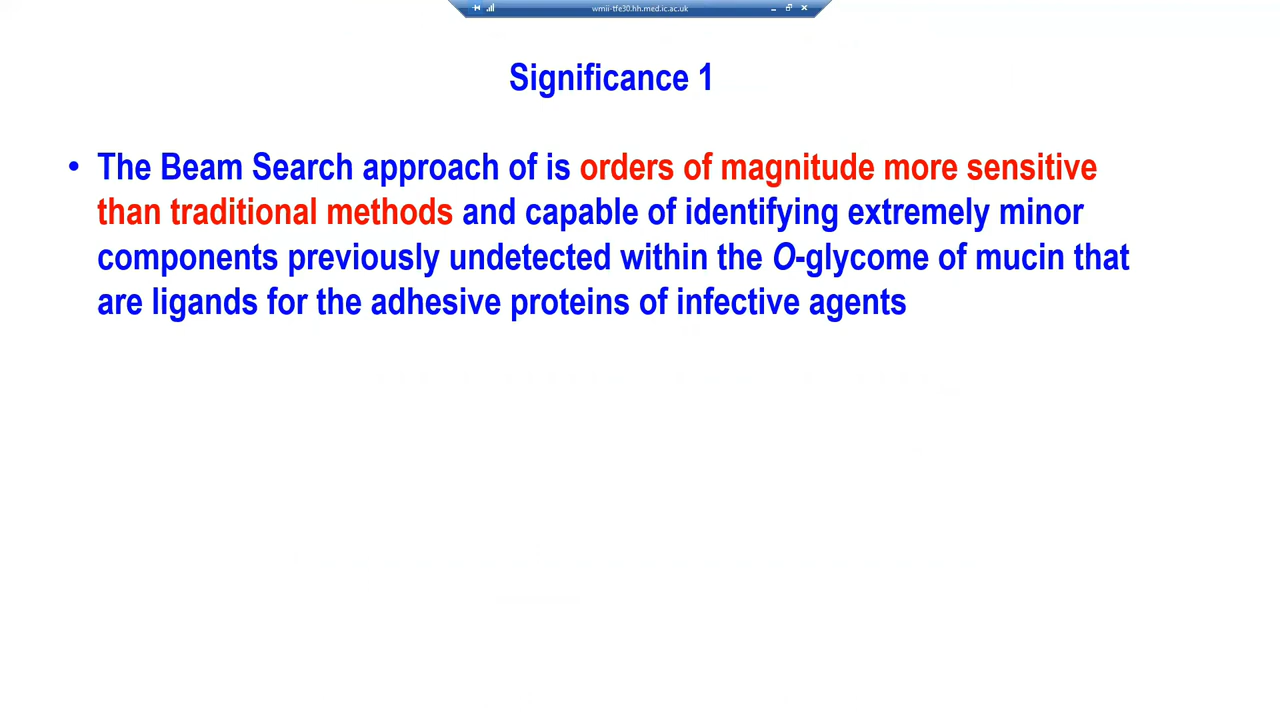 wmii-tfe30.hh.med.ic.ac.uk
Significance 1
• The Beam Search approach of is orders of magnitude more sensitive
than traditional methods and capable of identifying extremely minor
components previously undetected within the O-glycome of mucin that
are ligands for the adhesive proteins of infective agents